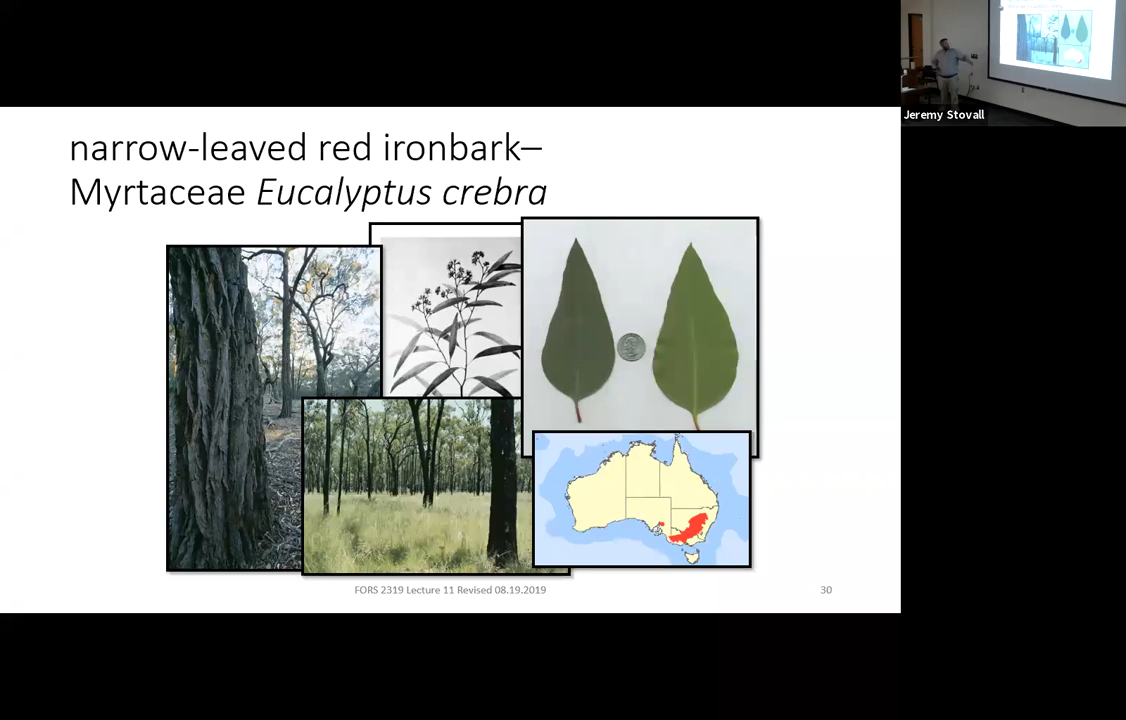 Jeremy Stovall
narrow-leaved red ironbark–
Myrtaceae Eucalyptus crebra
FORS 2319 Lecture 11 Revised 08.19.2019
30